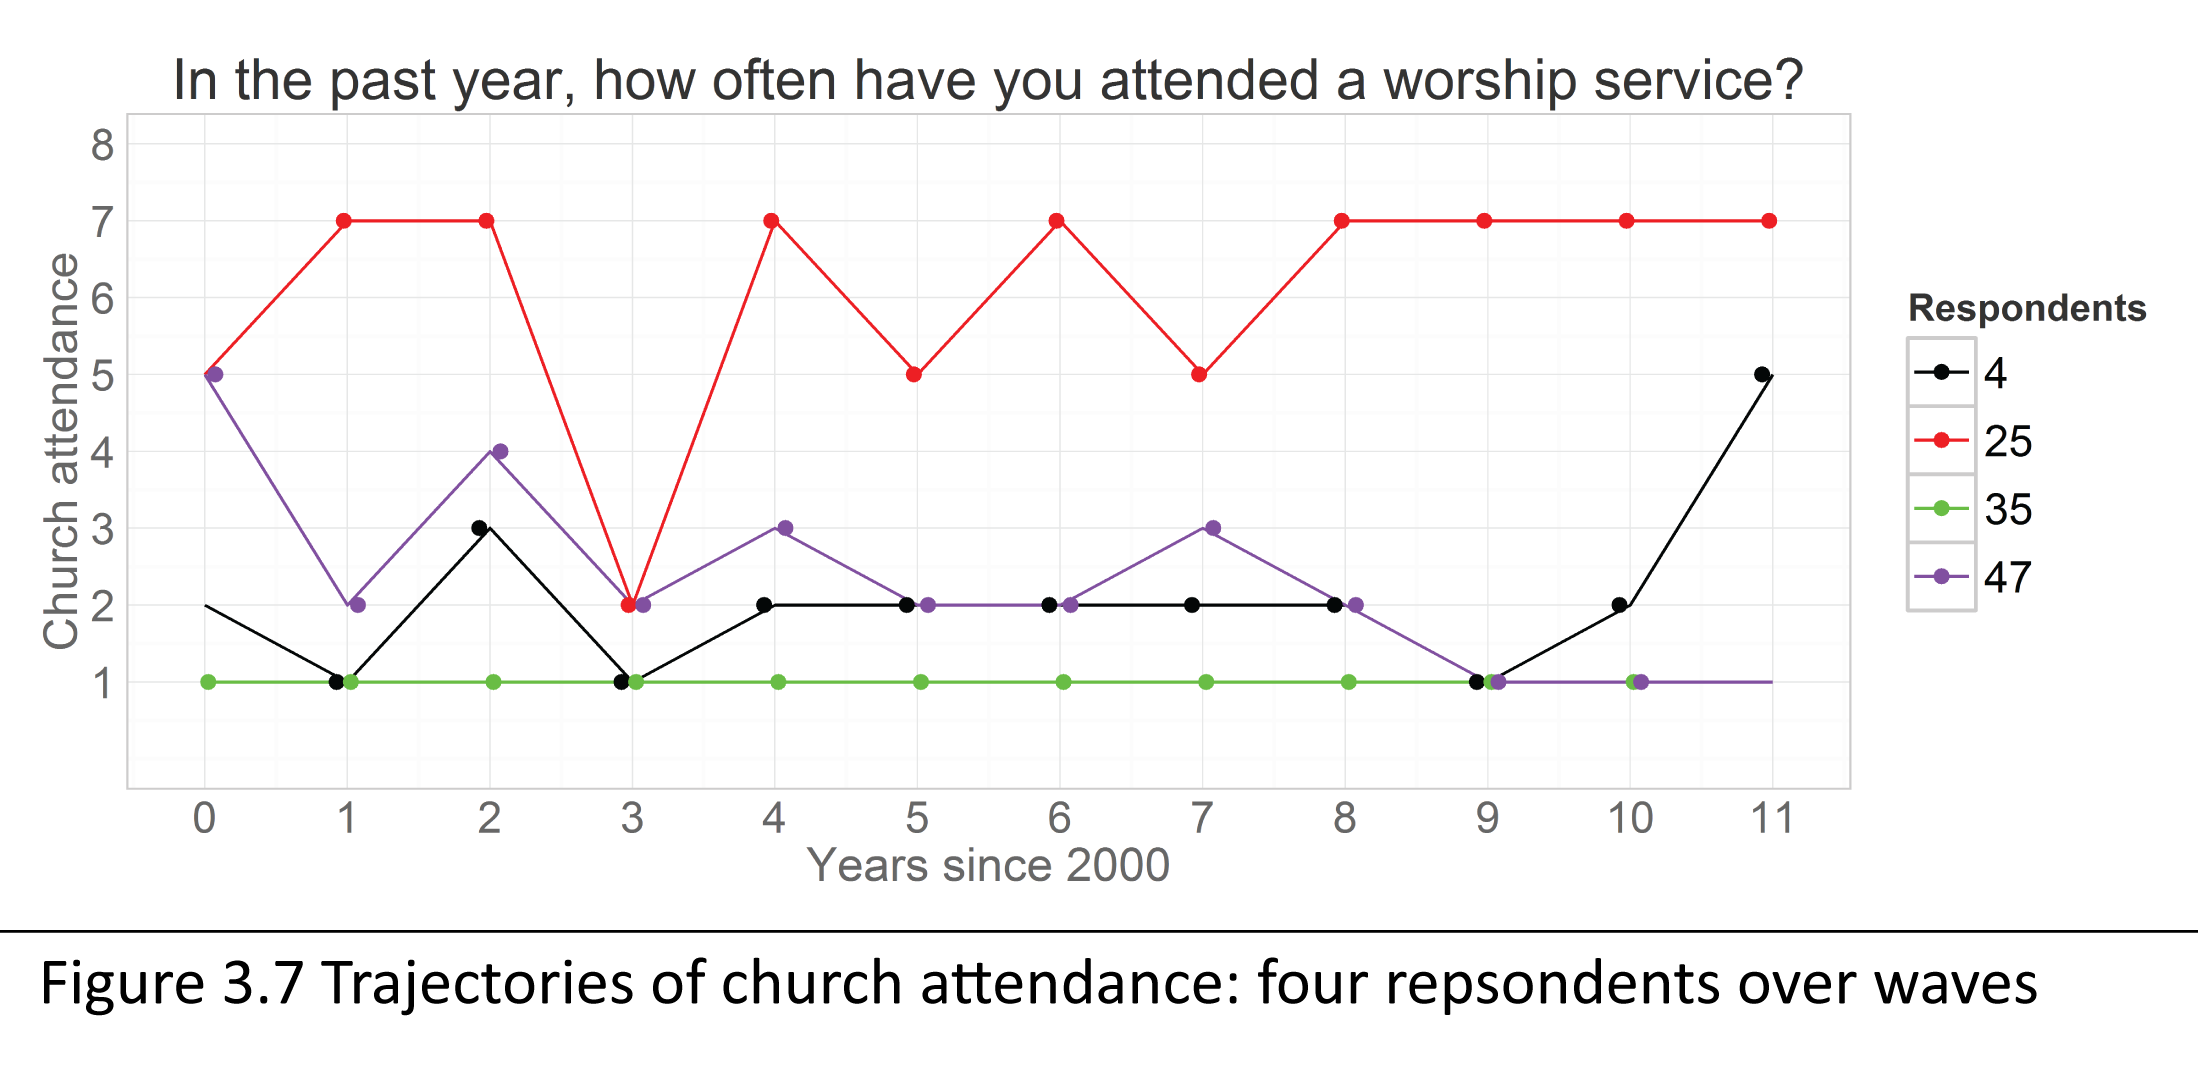 In the past year, how often have you attended a worship service?
8
7
6
5
4
3
2
1
Church attendance
0 1 2 3 4 5 6 7 8 9 10 11
Years since 2000
Respondents
4
25
35
47
Figure 3.7 Trajectories of church attendance: four repsondents over waves